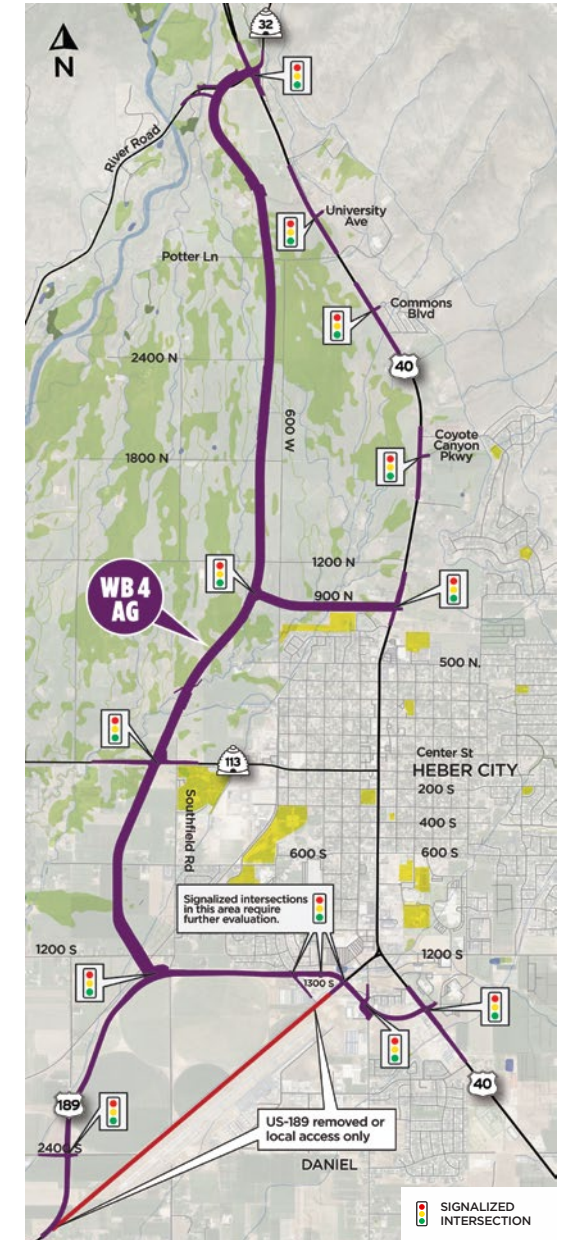 32
N
River Road
University
Ave
Potter Ln
Commons
Blvd
2400 N
40
600 W
Coyote
Canyon
Pkwy
1800 N
1200 N
WB 4
AG
900 N
500 N.
Center St
113
HEBER CITY
200 S
Southfield Rd
400 S
600 S
600 S
Signalized intersections
in this area require
further evaluation.
1200 S
1200 S
1300 S
40
189
US-189 removed or
local access only
2400 S
DANIEL
SIGNALIZED
INTERSECTION